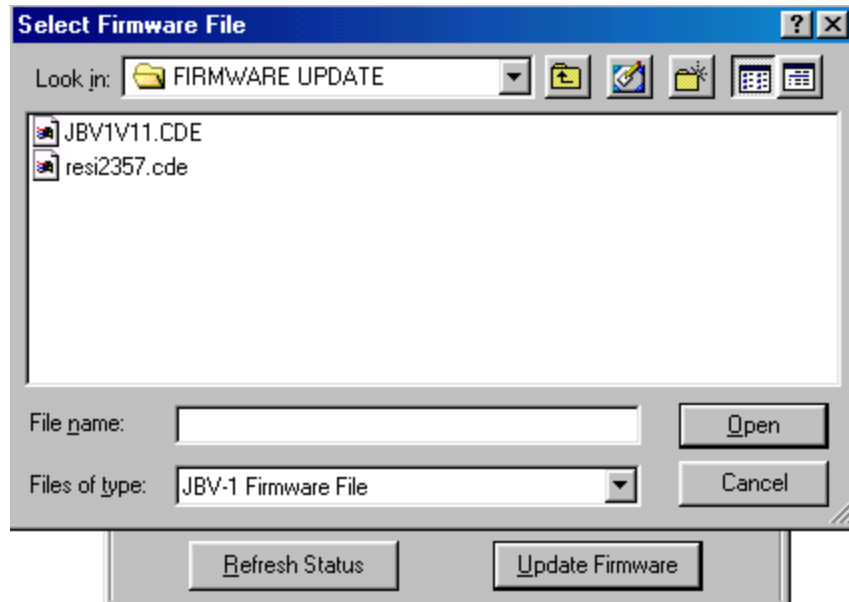 Select Firmware File
Look in: FIRMWARE UPDATE
JBV1V11.CDE
resi2357.cde
File name: Open
Files of type: JBV-1 Firmware File Cancel
Refresh Status Update Firmware